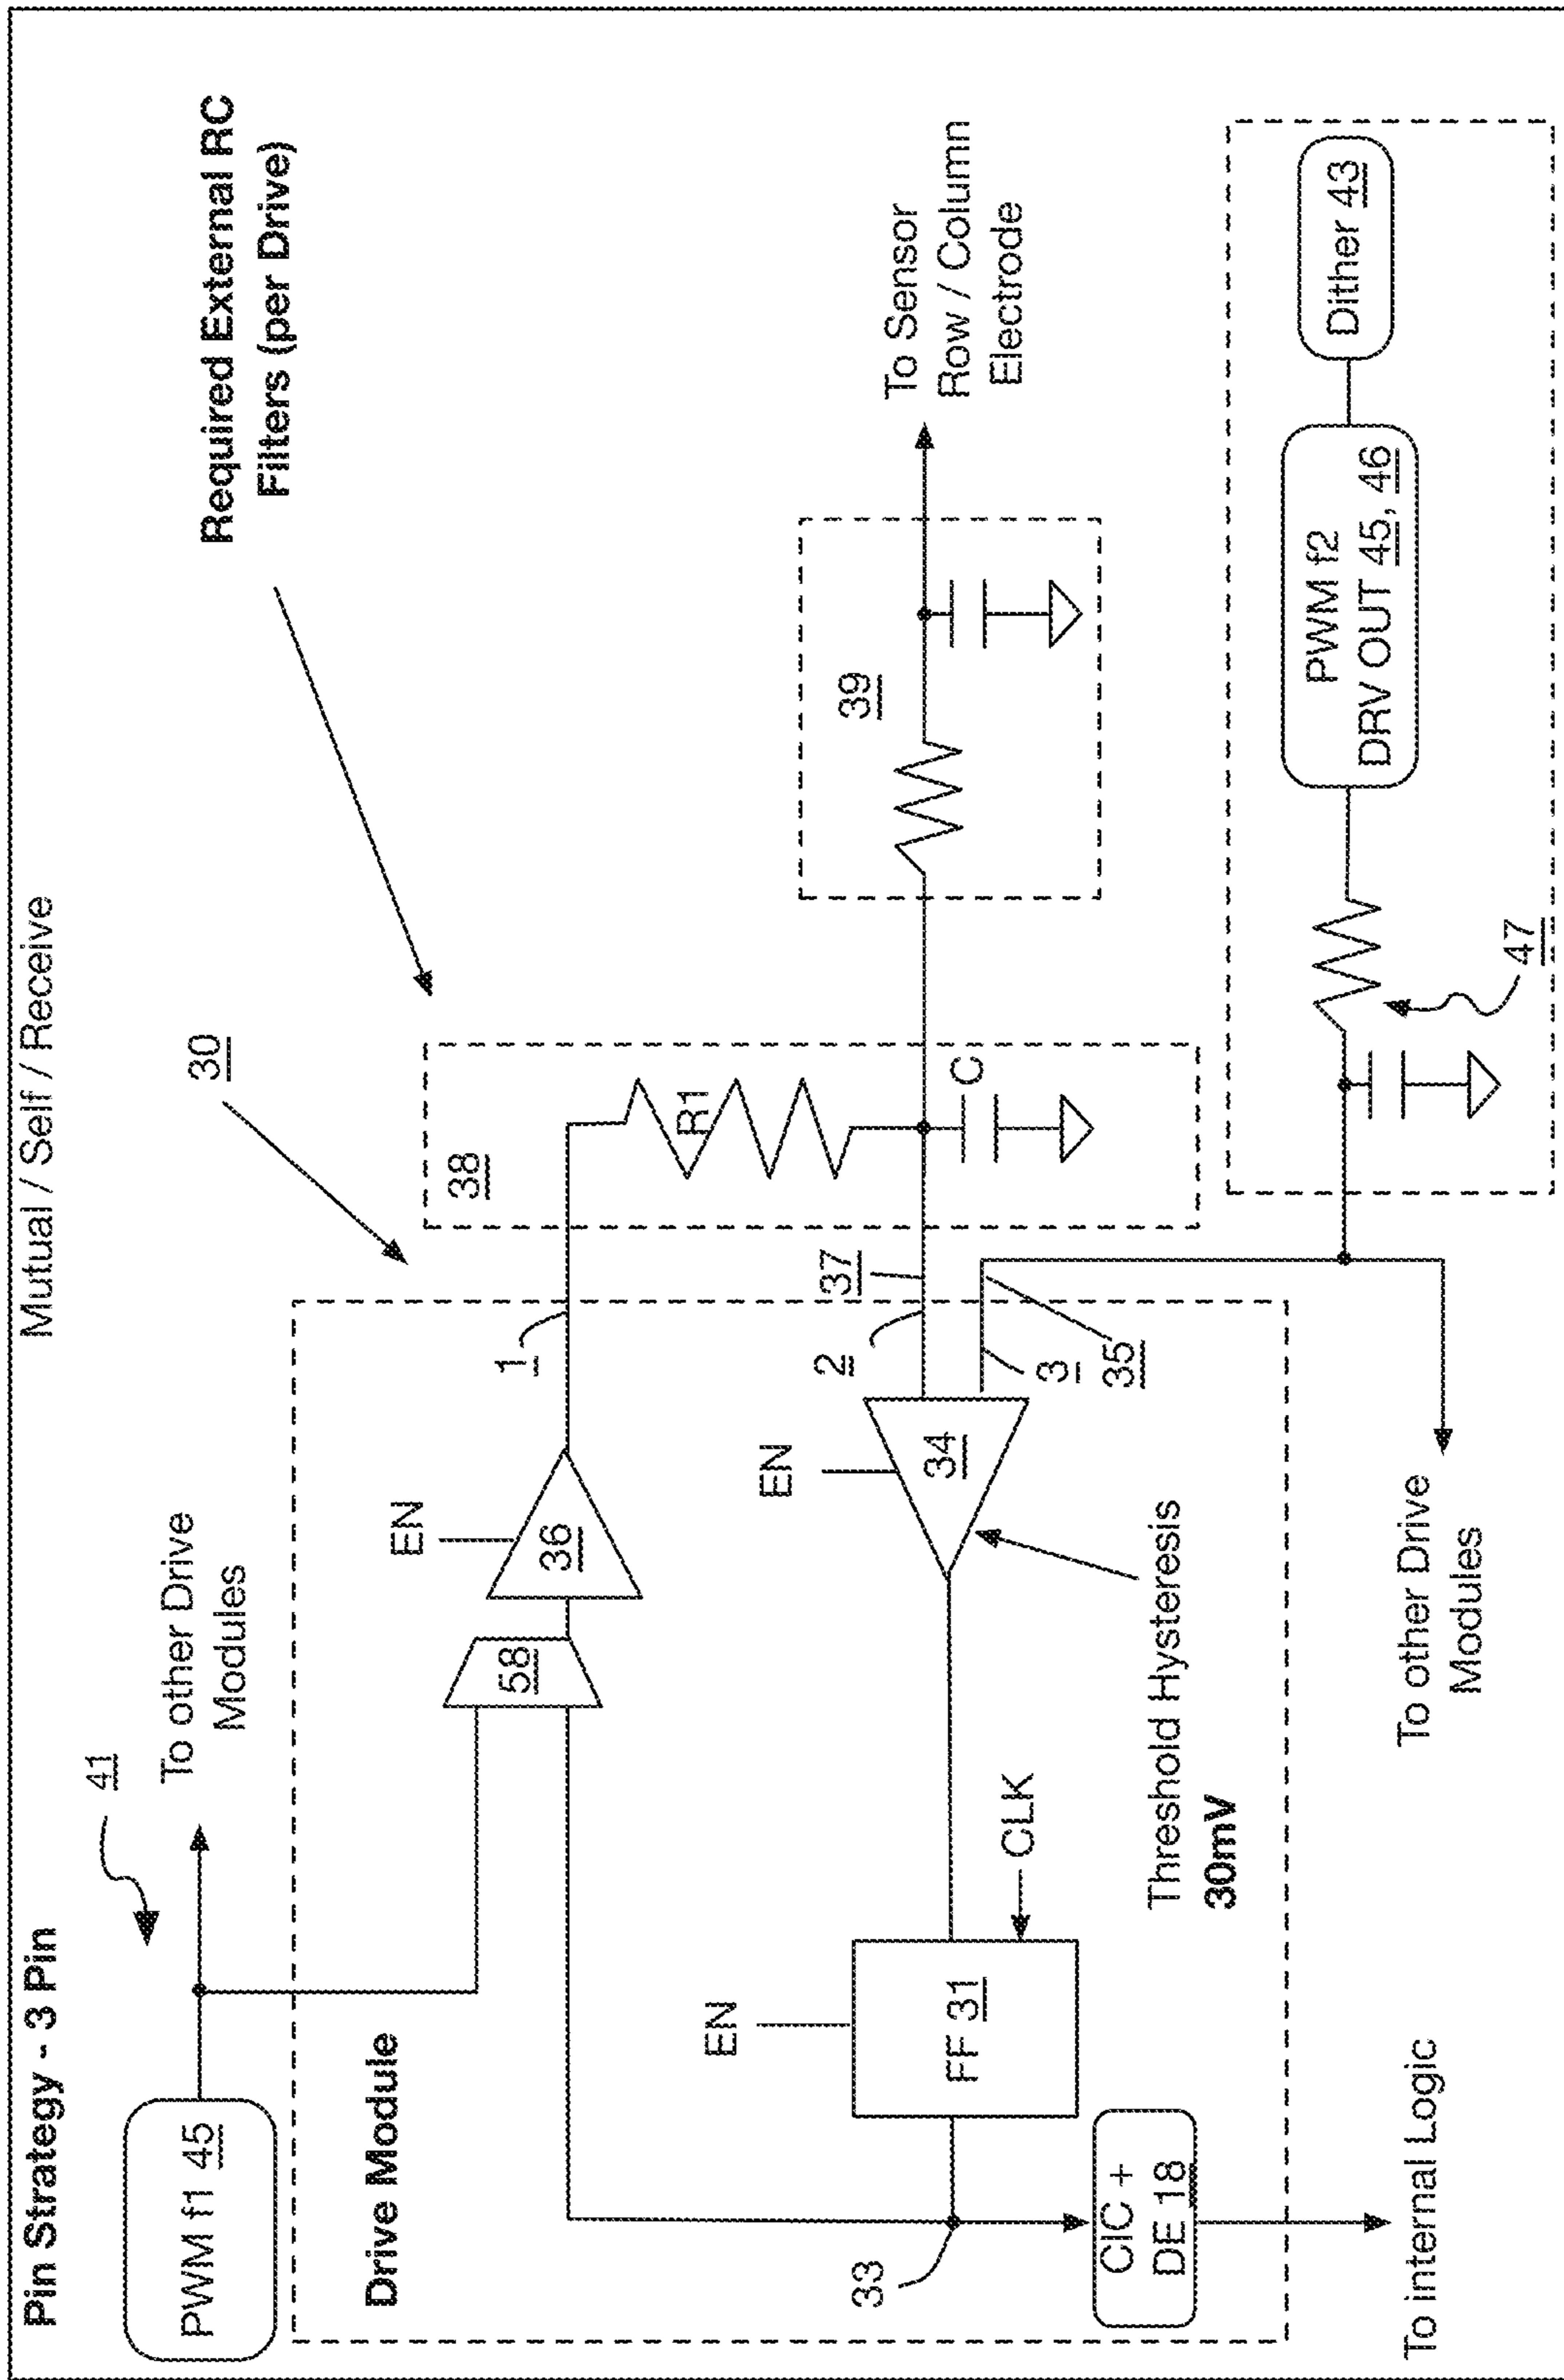 Mutual / Self / Receive
Pin Strategy - 3 Pin
PWM f1 45
41
To other Drive
Modules
30
Required External RC
Filters (per Drive)
Drive Module
58
EN
36
1
38
R1
C
39
To Sensor
Row / Column
Electrode
EN
FF 31
CLK
33
CIC +
DE 18
To internal Logic
EN
34
2
37
3
35
Threshold Hysteresis
30mV
To other Drive
Modules
47
PWM f2
DRV OUT 45, 46
Dither 43